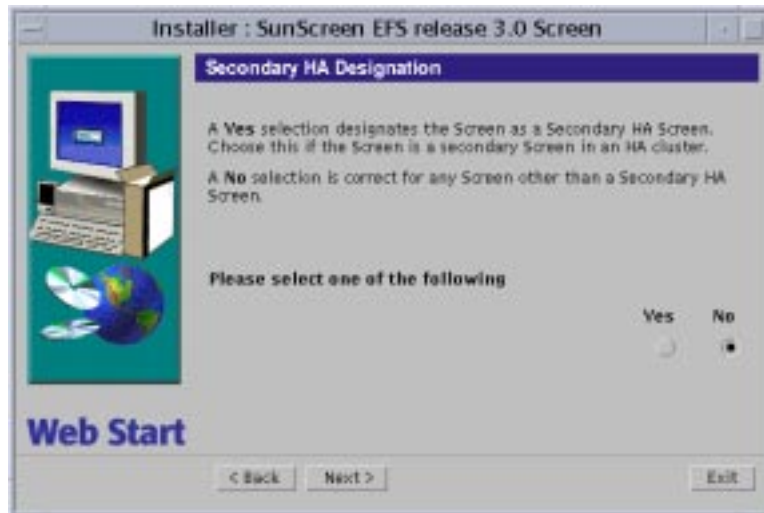 Installer : SunScreen EFS release 3.0 Screen
Secondary HA Designation
A Yes selection designates the Screen as a Secondary HA Screen.
Choose this if the Screen is a secondary Screen in an HA cluster.
A No selection is correct for any Screen other than a Secondary HA
Screen.
Please select one of the following
Yes No
Web Start
< Back Next > Exit